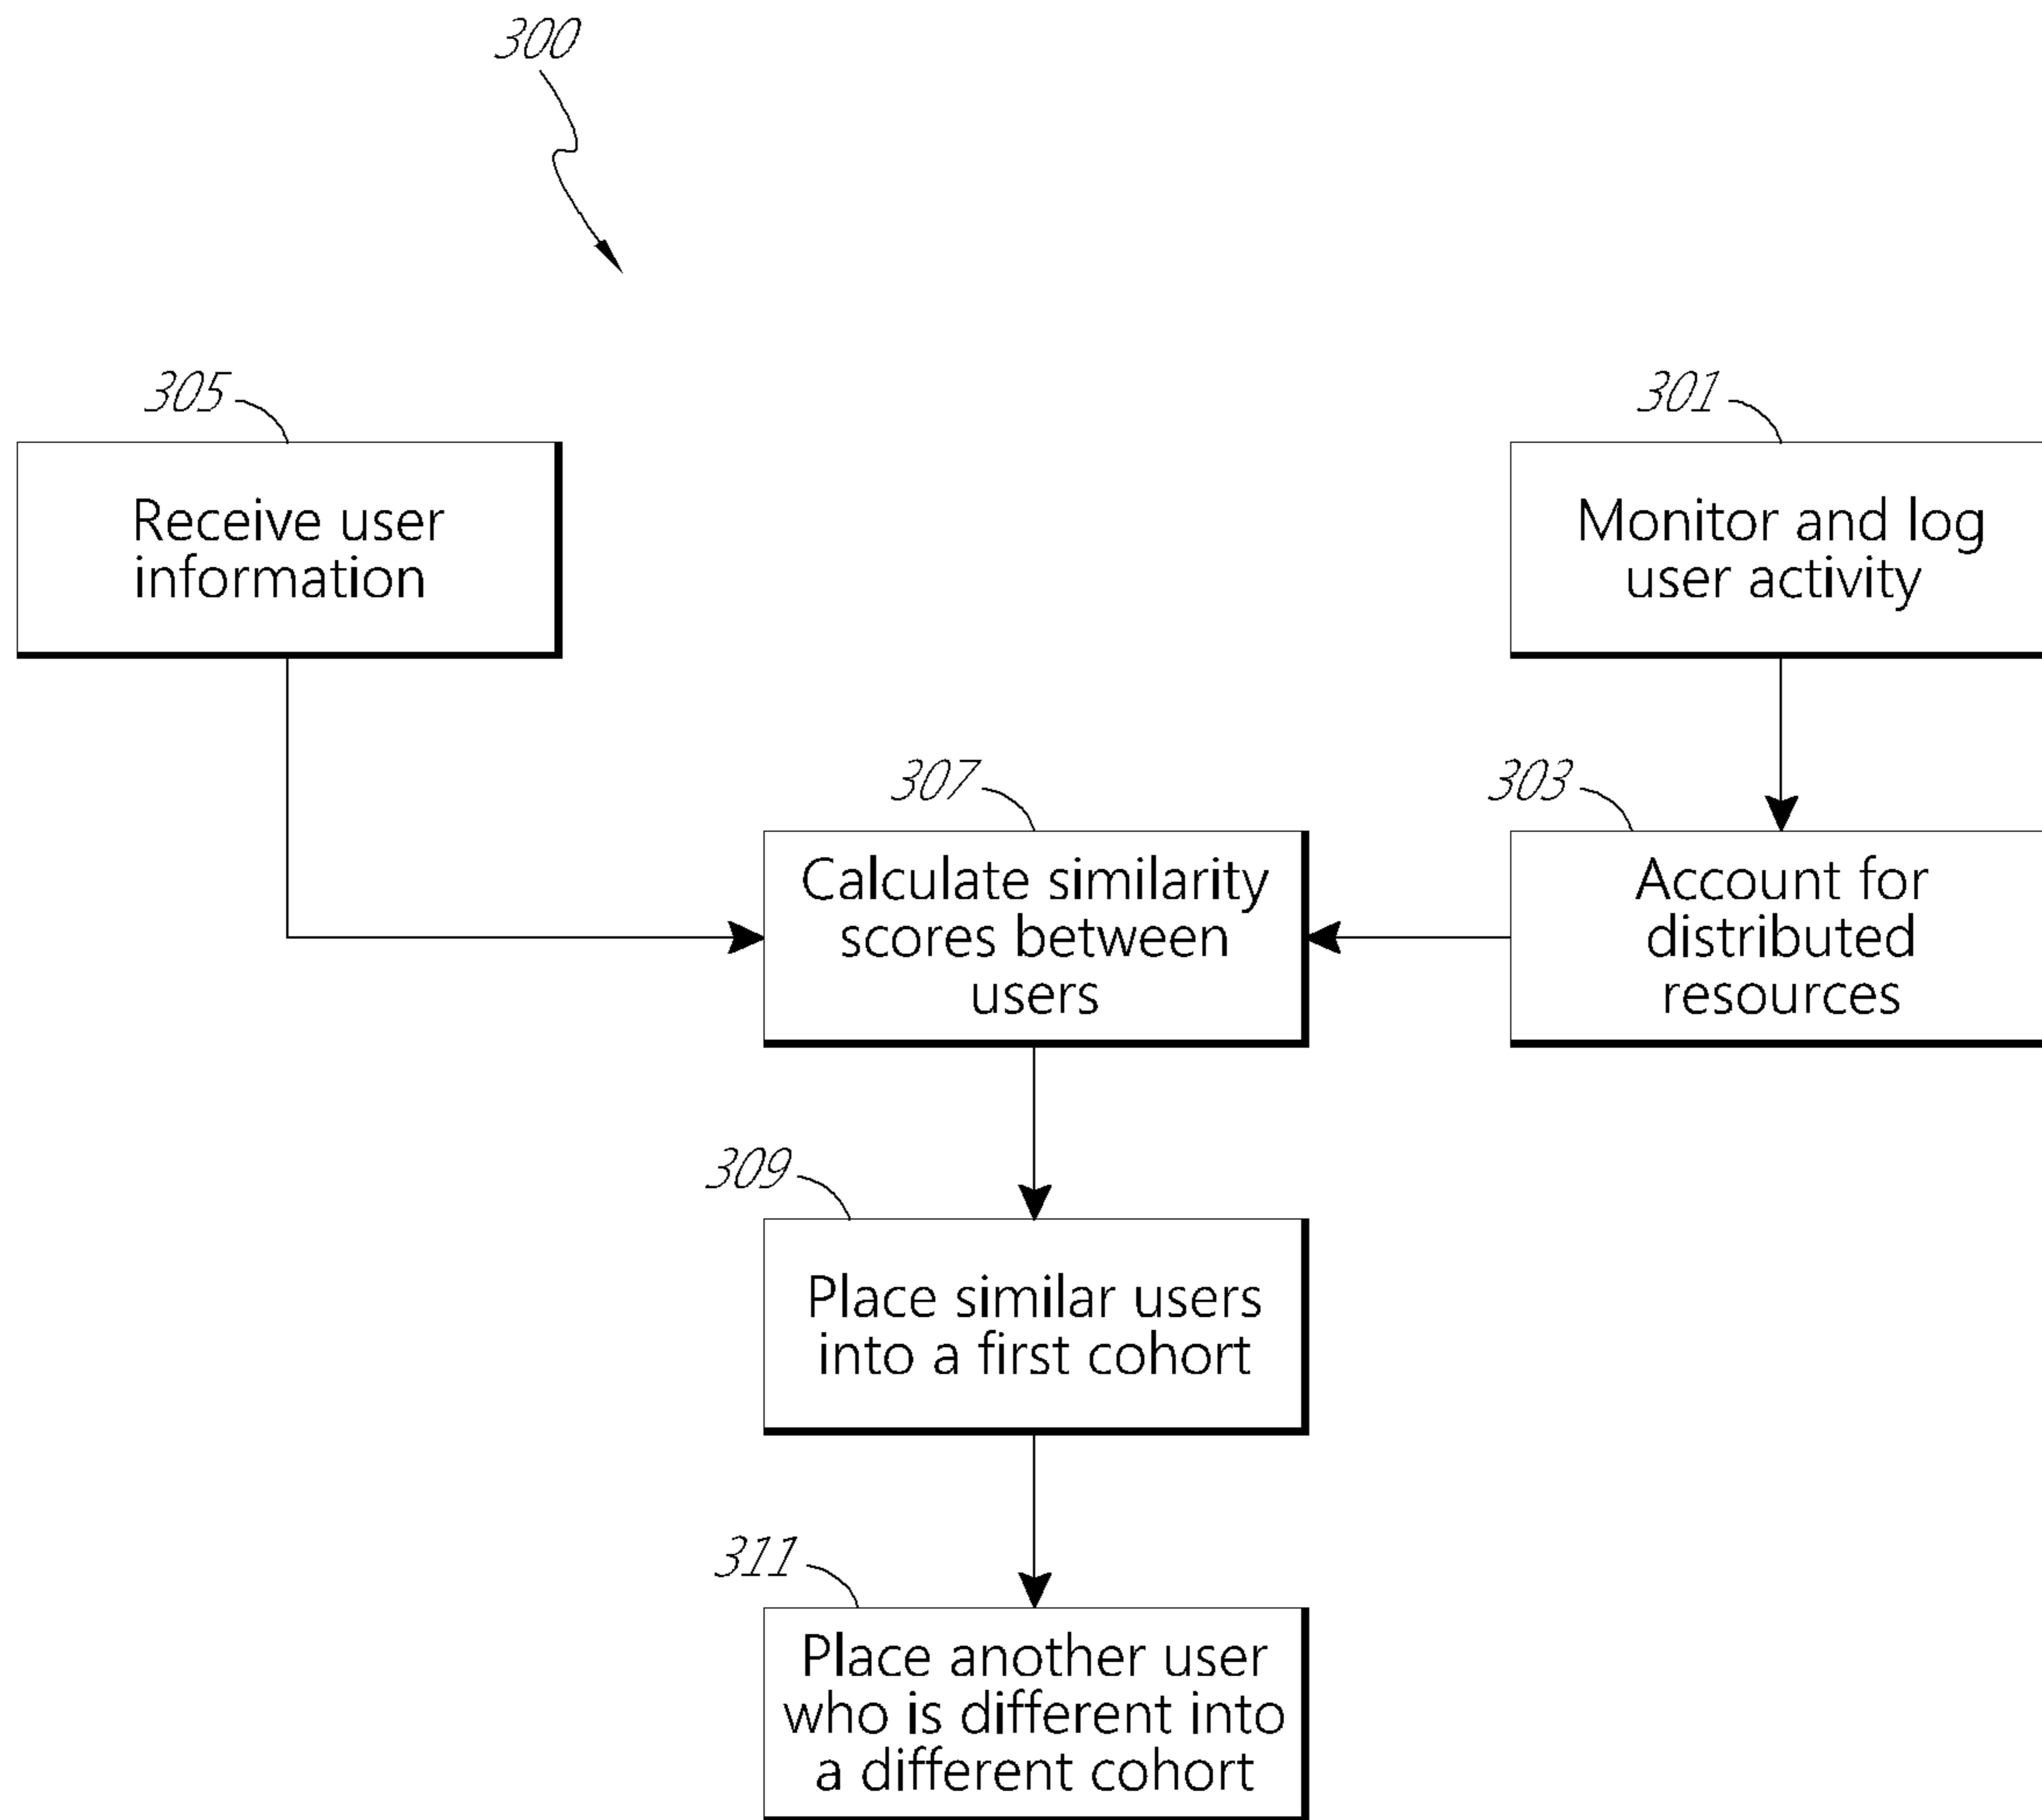 300
305
Receive user
information
301
Monitor and log
user activity
307
Calculate similarity
scores between
users
303
Account for
distributed
resources
309
Place similar users
into a first cohort
311
Place another user
who is different into
a different cohort